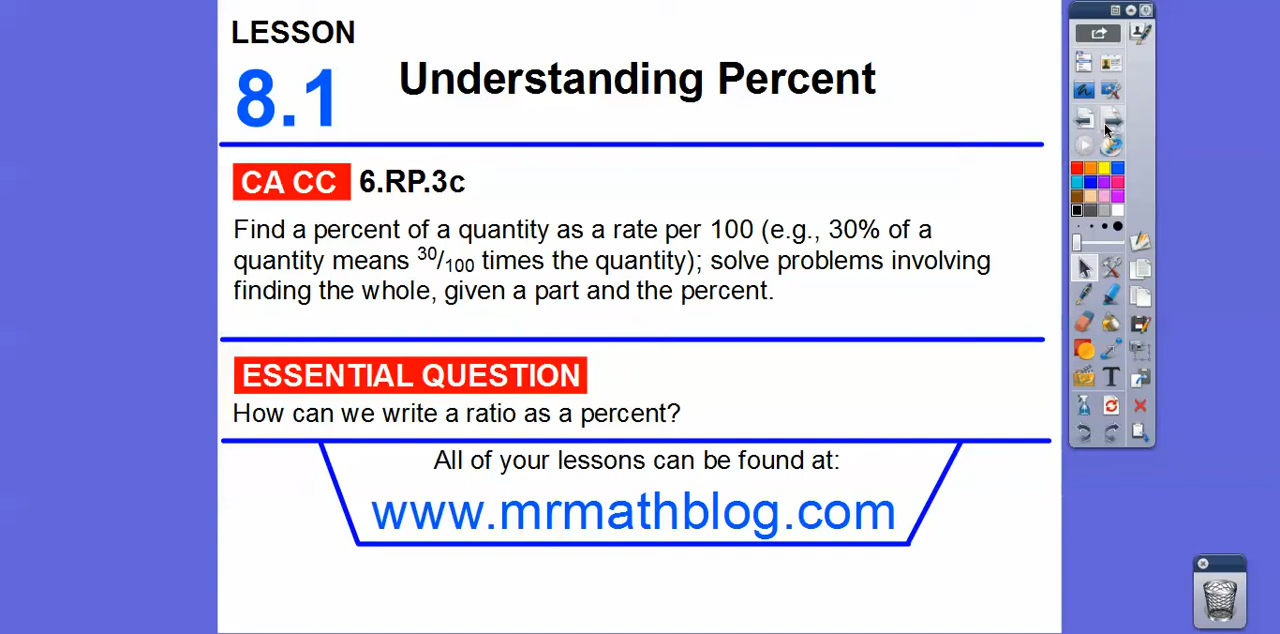 LESSON
8.1 Understanding Percent
CA CC 6.RP.3c
Find a percent of a quantity as a rate per 100 (e.g., 30% of a
quantity means 30/100 times the quantity); solve problems involving
finding the whole, given a part and the percent.
ESSENTIAL QUESTION
How can we write a ratio as a percent?
All of your lessons can be found at:
www.mrmathblog.com